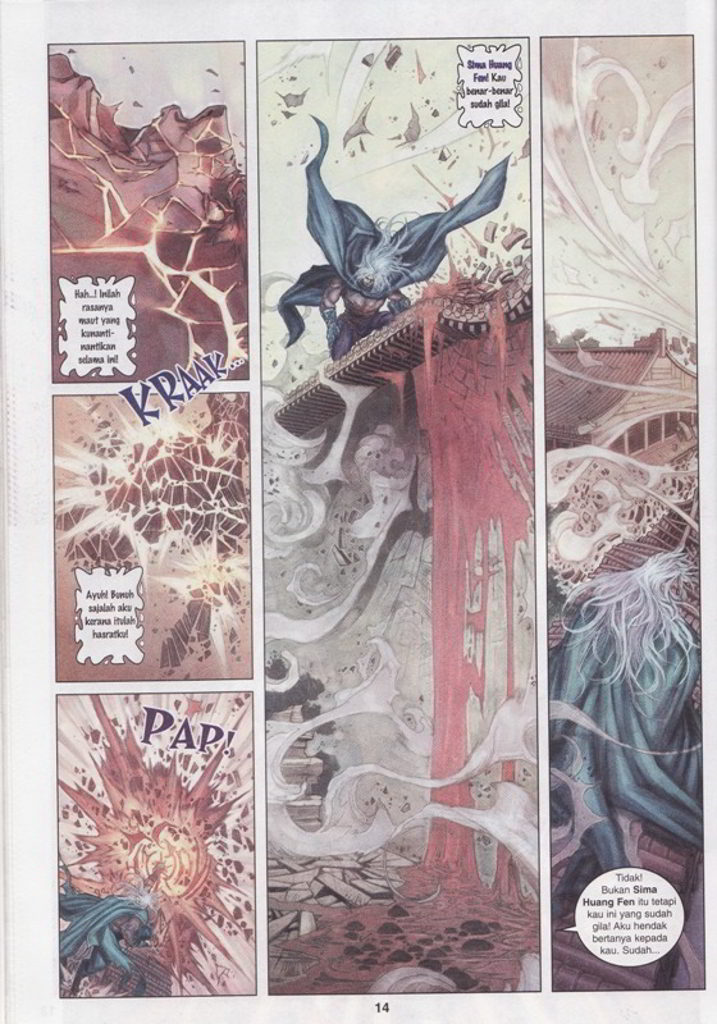 Hah...! Inilah
rasanya
maut yang
kunanti-
nantikan
selama ini!
KRAAK...
Ayuh! Bunuh
sajalah aku
kerana itulah
hasratku!
PAP!
Sima Huang
Fen! Kau
benar-benar
sudah gila!
Tidak!
Bukan Sima
Huang Fen itu tetapi
kau ini yang sudah
gila! Aku hendak
bertanya kepada
kau. Sudah...
14